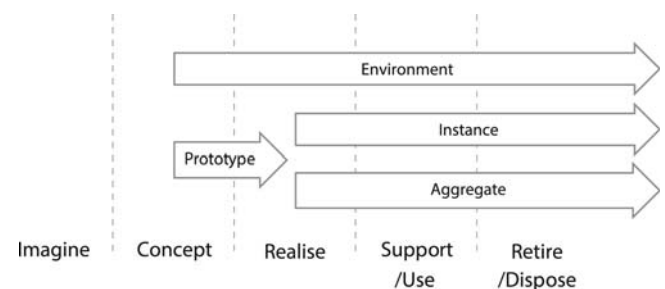 Environment
Instance
Prototype
Aggregate
Imagine
Concept
Realise
Support
/Use
Retire
/Dispose